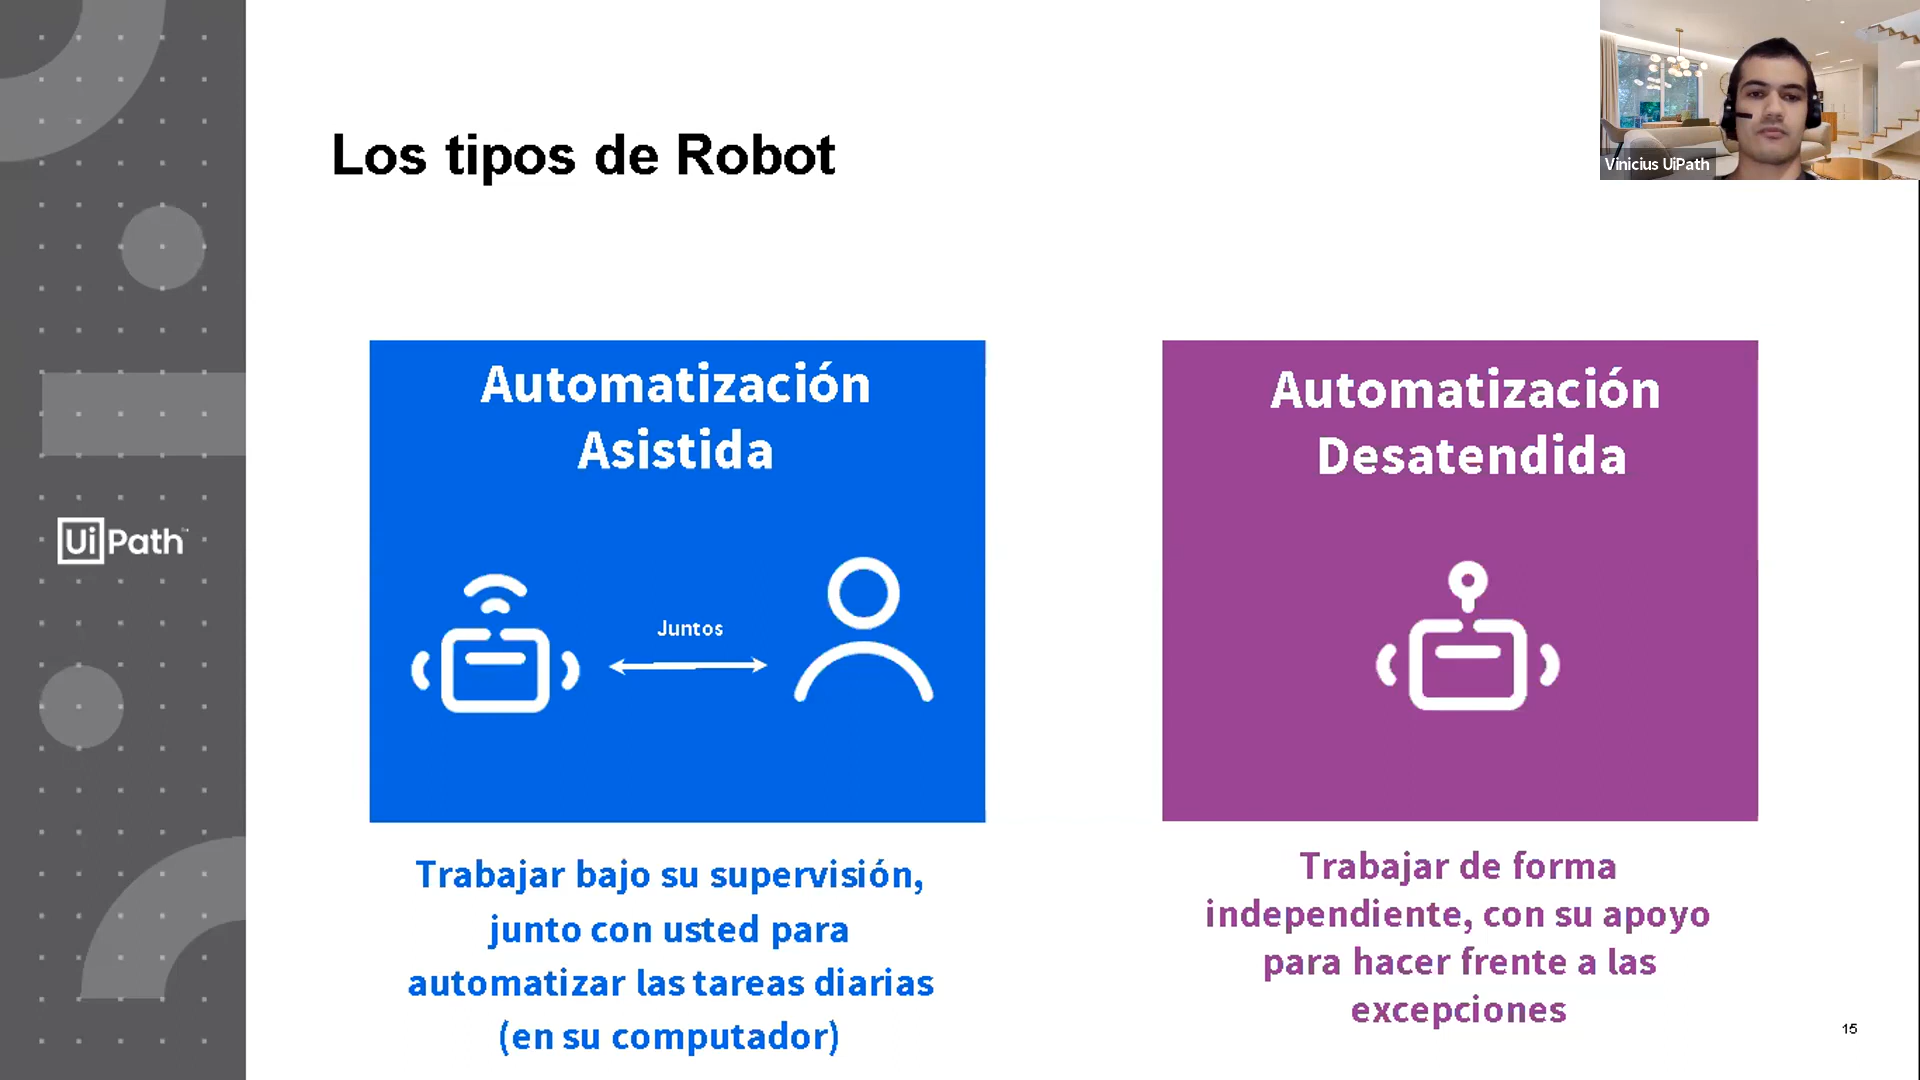 Vinicius UiPath
Los tipos de Robot
Automatización
Asistida
Juntos
Trabajar bajo su supervisión,
junto con usted para
automatizar las tareas diarias
(en su computador)
Automatización
Desatendida
Trabajar de forma
independiente, con su apoyo
para hacer frente a las
excepciones
UiPath
15